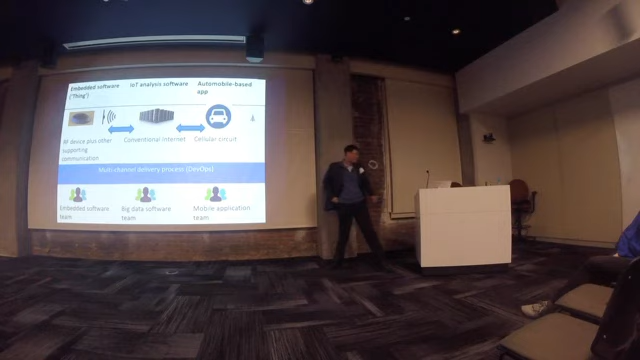 Embedded software IoT analysis software Automobile-based
('Thing') app
RF device plus other Conventional Internet Cellular circuit
supporting
communication
Multi-channel delivery process (DevOps)
Embedded software Big data software Mobile application
team team team